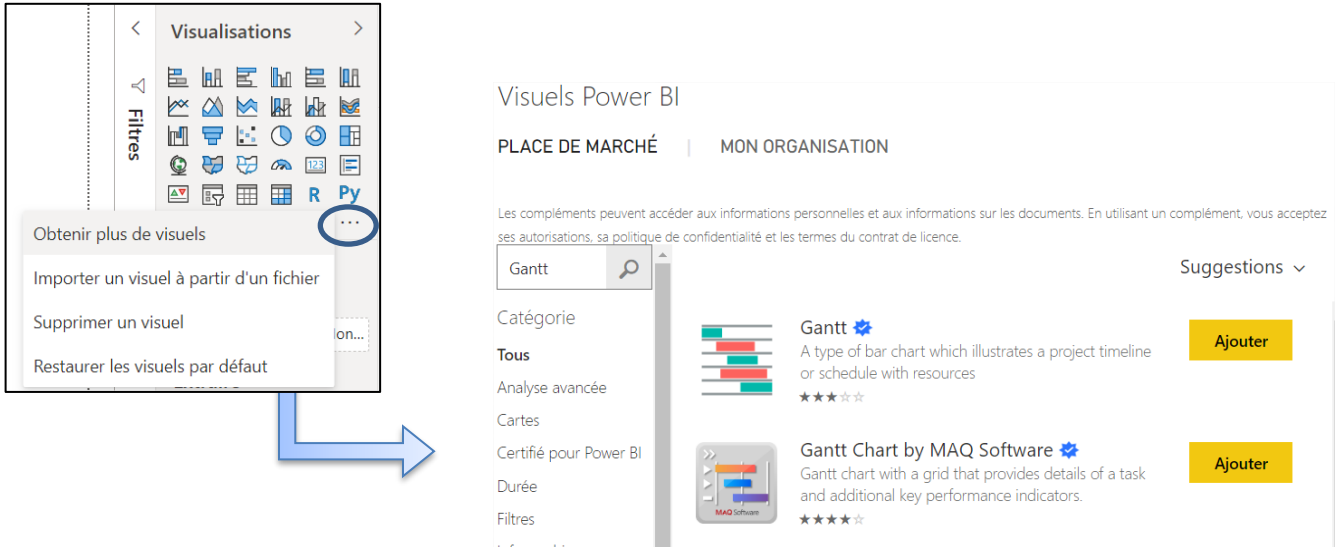 Visualisations
Filtres
123
R
Py
...
Obtenir plus de visuels
Importer un visuel à partir d'un fichier
Supprimer un visuel
Restaurer les visuels par défaut
Visuels Power BI
PLACE DE MARCHÉ | MON ORGANISATION
Les compléments peuvent accéder aux informations personnelles et aux informations sur les documents. En utilisant un complément, vous acceptez
ses autorisations, sa politique de confidentialité et les termes du contrat de licence.
Gantt
Suggestions
Catégorie
Tous
Analyse avancée
Cartes
Certifié pour Power BI
Durée
Filtres
Gantt
A type of bar chart which illustrates a project timeline
or schedule with resources
Ajouter
MAQ Software
Gantt Chart by MAQ Software
Gantt chart with a grid that provides details of a task
and additional key performance indicators.
Ajouter